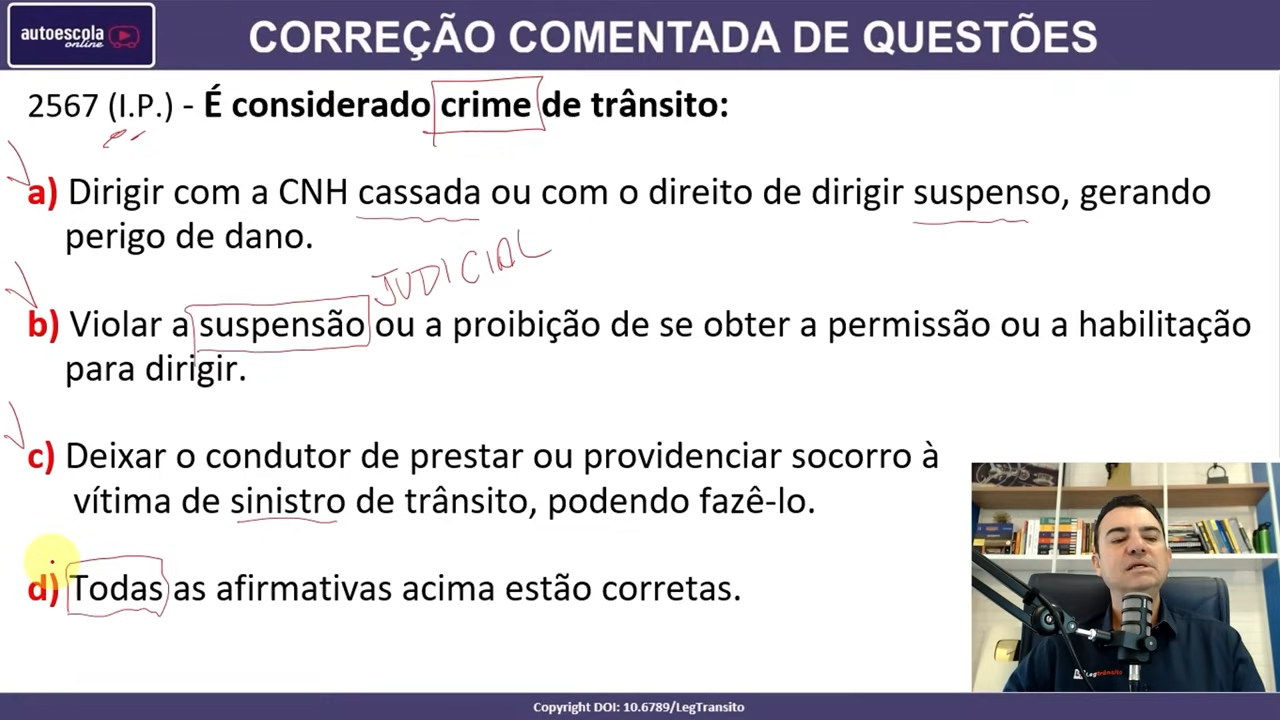 autoescola
online
CORREÇÃO COMENTADA DE QUESTÕES
2567 (I.P.) - É considerado crime de trânsito:
a) Dirigir com a CNH cassada ou com o direito de dirigir suspenso, gerando
perigo de dano.
JUDICIAL
b) Violar a suspensão ou a proibição de se obter a permissão ou a habilitação
para dirigir.
c) Deixar o condutor de prestar ou providenciar socorro à
vítima de sinistro de trânsito, podendo fazê-lo.
d) Todas as afirmativas acima estão corretas.
Legtrânsito
Copyright DOI: 10.6789/LegTransito